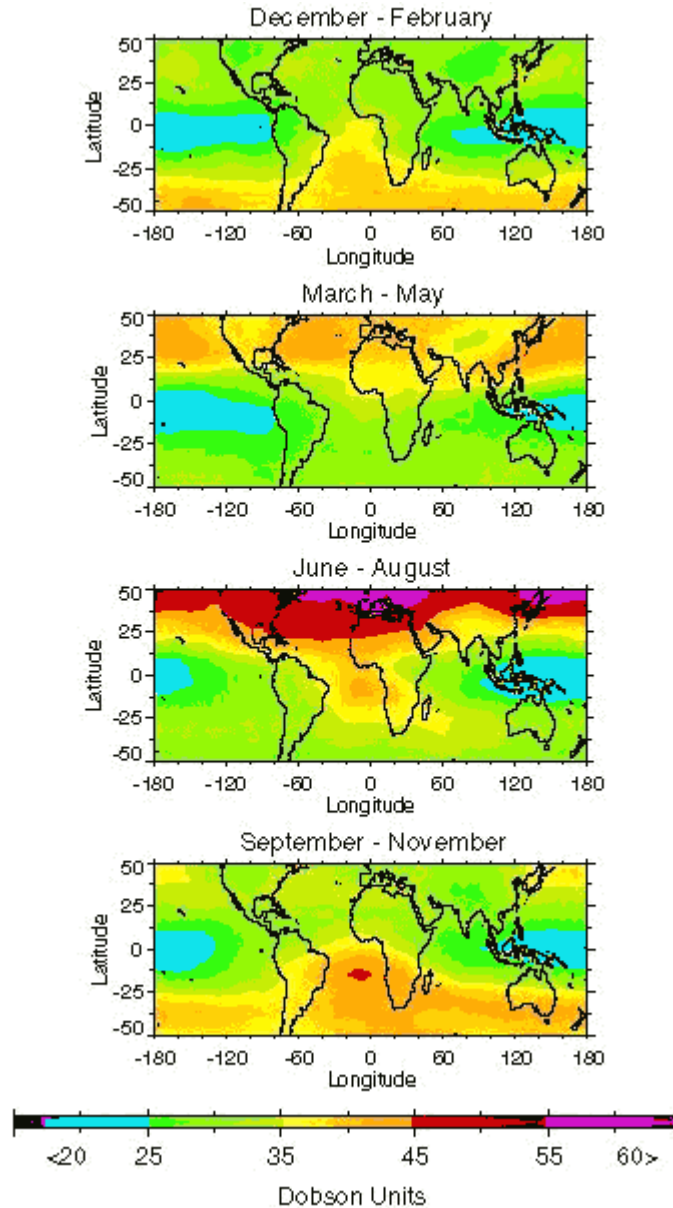 December - February
50
25
0
-25
-50
Latitude
-180 -120 -60 0 60 120 180
Longitude
March - May
50
25
0
-25
-50
Latitude
-180 -120 -60 0 60 120 180
Longitude
June - August
50
25
0
-25
-50
Latitude
-180 -120 -60 0 60 120 180
Longitude
September - November
50
25
0
-25
-50
Latitude
-180 -120 -60 0 60 120 180
Longitude
<20 25 35 45 55 60>
Dobson Units